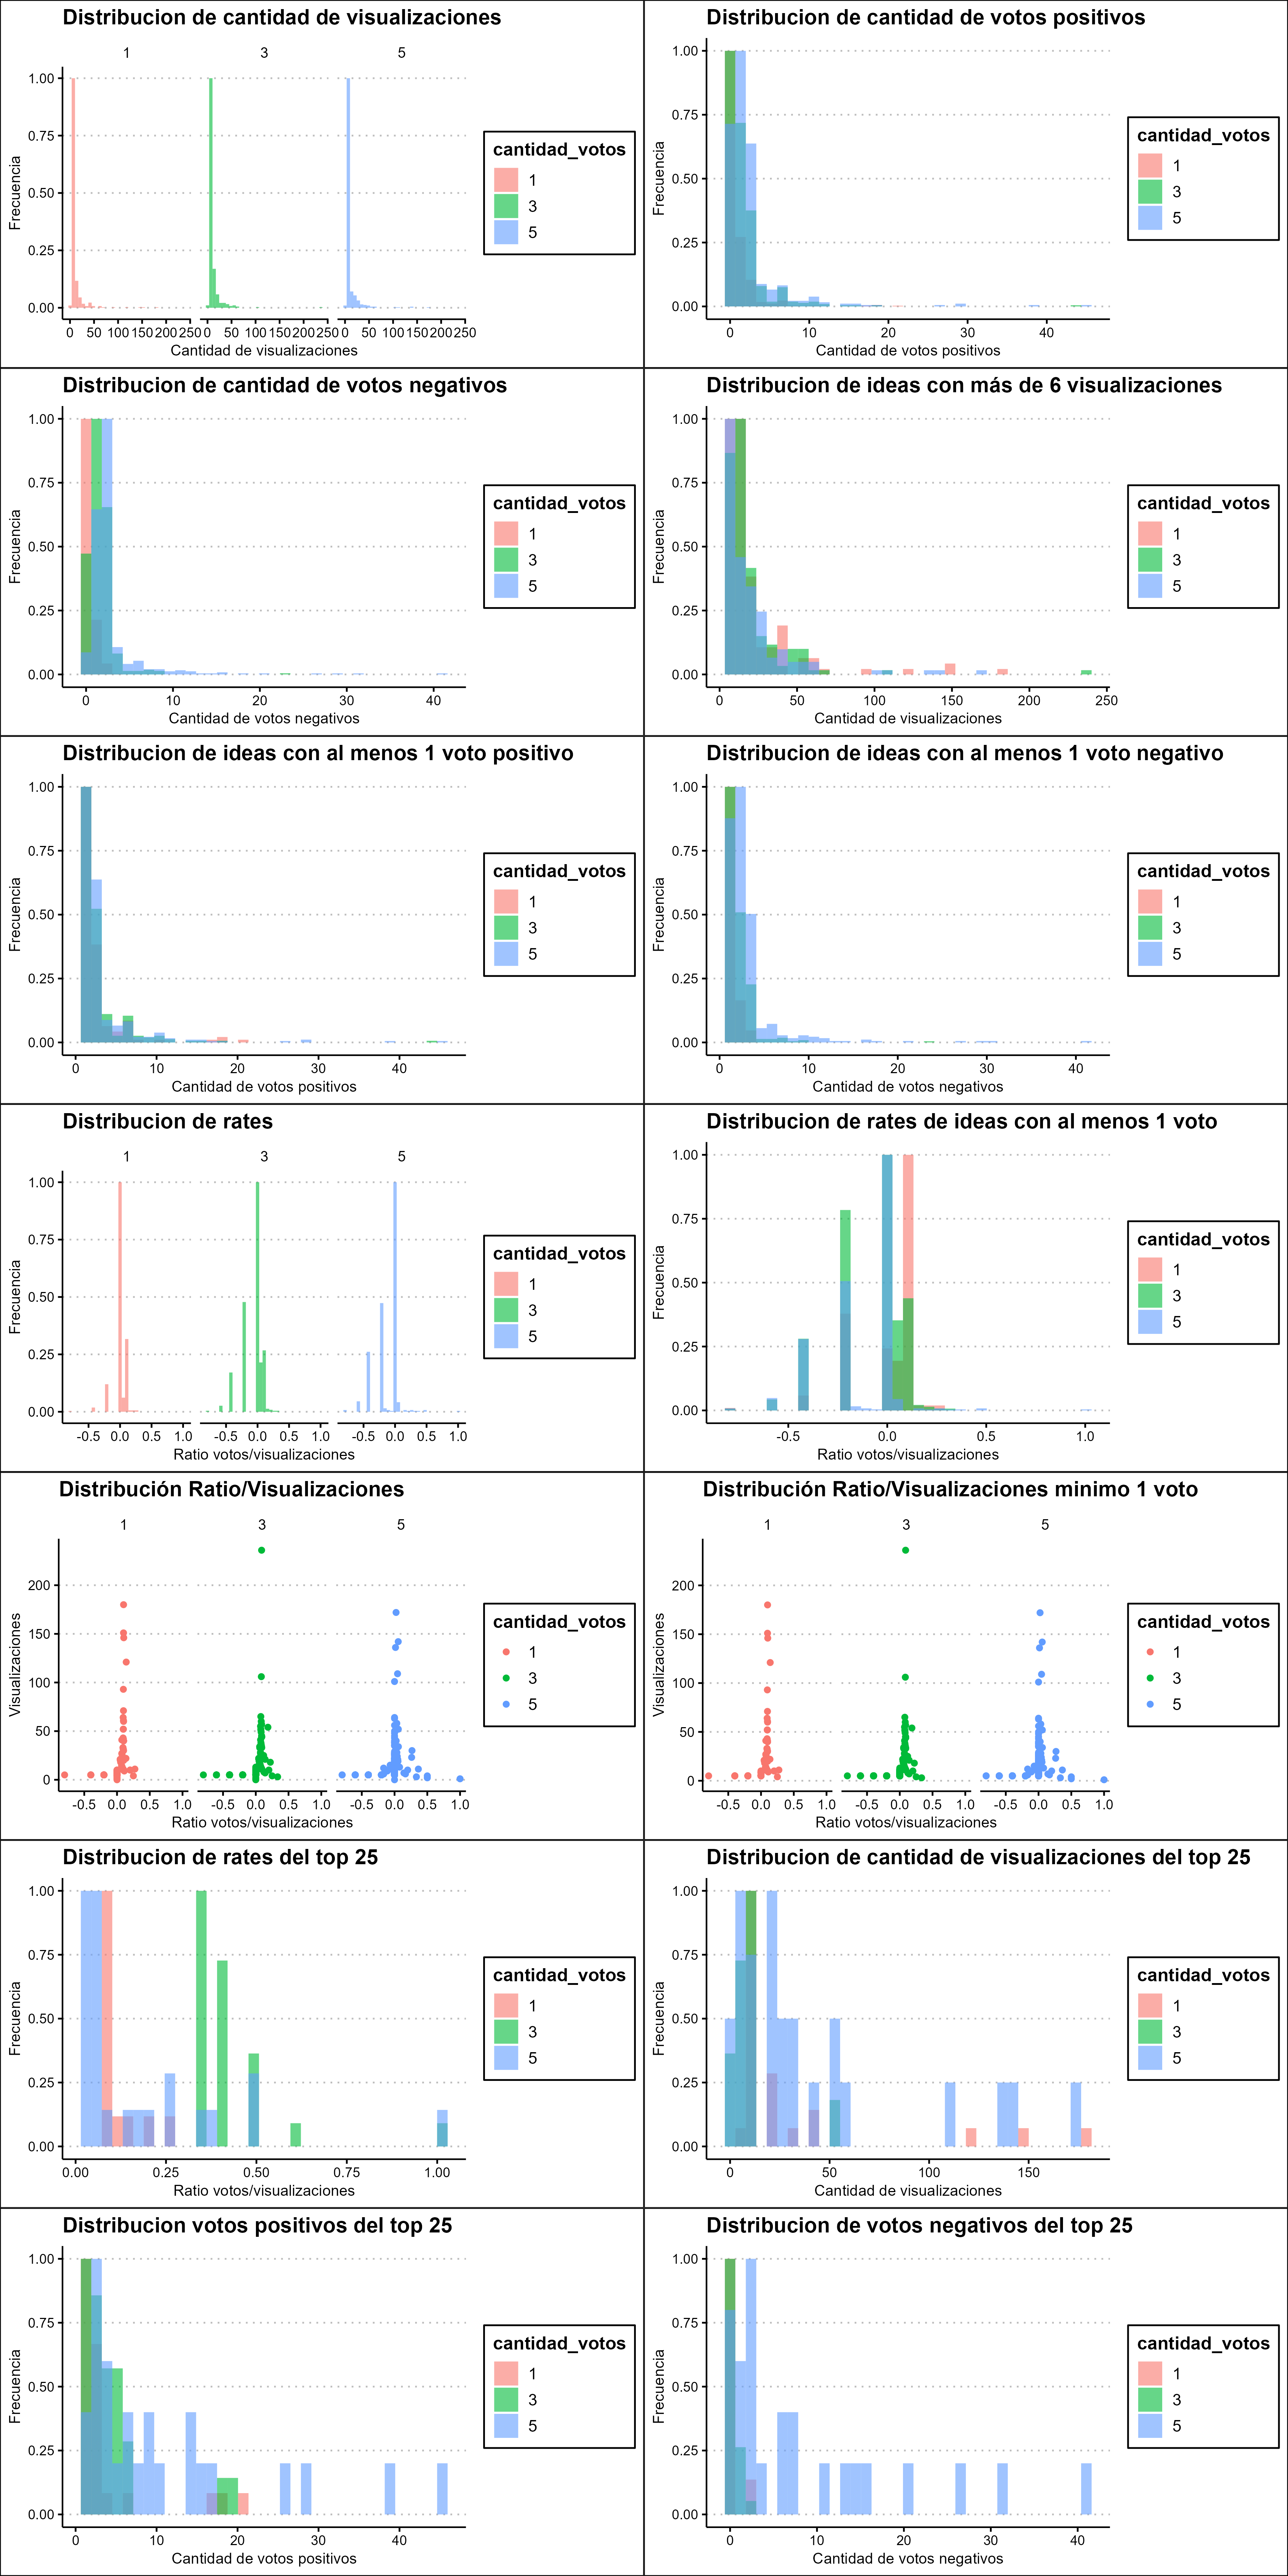 Distribucion de cantidad de visualizaciones
1 3 5
1.00
0.75
0.50
0.25
0.00
Frecuencia
0 50 100 150 200 250 0 50 100 150 200 250 0 50 100 150 200 250
Cantidad de visualizaciones
cantidad_votos
1
3
5
Distribucion de cantidad de votos positivos
1.00
0.75
0.50
0.25
0.00
Frecuencia
0 10 20 30 40
Cantidad de votos positivos
cantidad_votos
1
3
5
Distribucion de cantidad de votos negativos
1.00
0.75
0.50
0.25
0.00
Frecuencia
0 10 20 30 40
Cantidad de votos negativos
cantidad_votos
1
3
5
Distribucion de ideas con más de 6 visualizaciones
1.00
0.75
0.50
0.25
0.00
Frecuencia
0 50 100 150 200 250
Cantidad de visualizaciones
cantidad_votos
1
3
5
Distribucion de ideas con al menos 1 voto positivo
1.00
0.75
0.50
0.25
0.00
Frecuencia
0 10 20 30 40
Cantidad de votos positivos
cantidad_votos
1
3
5
Distribucion de ideas con al menos 1 voto negativo
1.00
0.75
0.50
0.25
0.00
Frecuencia
0 10 20 30 40
Cantidad de votos negativos
cantidad_votos
1
3
5
Distribucion de rates
1 3 5
1.00
0.75
0.50
0.25
0.00
Frecuencia
-0.5 0.0 0.5 1.0 -0.5 0.0 0.5 1.0 -0.5 0.0 0.5 1.0
Ratio votos/visualizaciones
cantidad_votos
1
3
5
Distribucion de rates de ideas con al menos 1 voto
1.00
0.75
0.50
0.25
0.00
Frecuencia
-0.5 0.0 0.5 1.0
Ratio votos/visualizaciones
cantidad_votos
1
3
5
Distribución Ratio/Visualizaciones
1 3 5
200
150
100
50
0
Visualizaciones
-0.5 0.0 0.5 1.0 -0.5 0.0 0.5 1.0 -0.5 0.0 0.5 1.0
Ratio votos/visualizaciones
cantidad_votos
1
3
5
Distribución Ratio/Visualizaciones minimo 1 voto
1 3 5
200
150
100
50
0
Visualizaciones
-0.5 0.0 0.5 1.0 -0.5 0.0 0.5 1.0 -0.5 0.0 0.5 1.0
Ratio votos/visualizaciones
cantidad_votos
1
3
5
Distribucion de rates del top 25
1.00
0.75
0.50
0.25
0.00
Frecuencia
0.00 0.25 0.50 0.75 1.00
Ratio votos/visualizaciones
cantidad_votos
1
3
5
Distribucion de cantidad de visualizaciones del top 25
1.00
0.75
0.50
0.25
0.00
Frecuencia
0 50 100 150
Cantidad de visualizaciones
cantidad_votos
1
3
5
Distribucion votos positivos del top 25
1.00
0.75
0.50
0.25
0.00
Frecuencia
0 10 20 30 40
Cantidad de votos positivos
cantidad_votos
1
3
5
Distribucion de votos negativos del top 25
1.00
0.75
0.50
0.25
0.00
Frecuencia
0 10 20 30 40
Cantidad de votos negativos
cantidad_votos
1
3
5